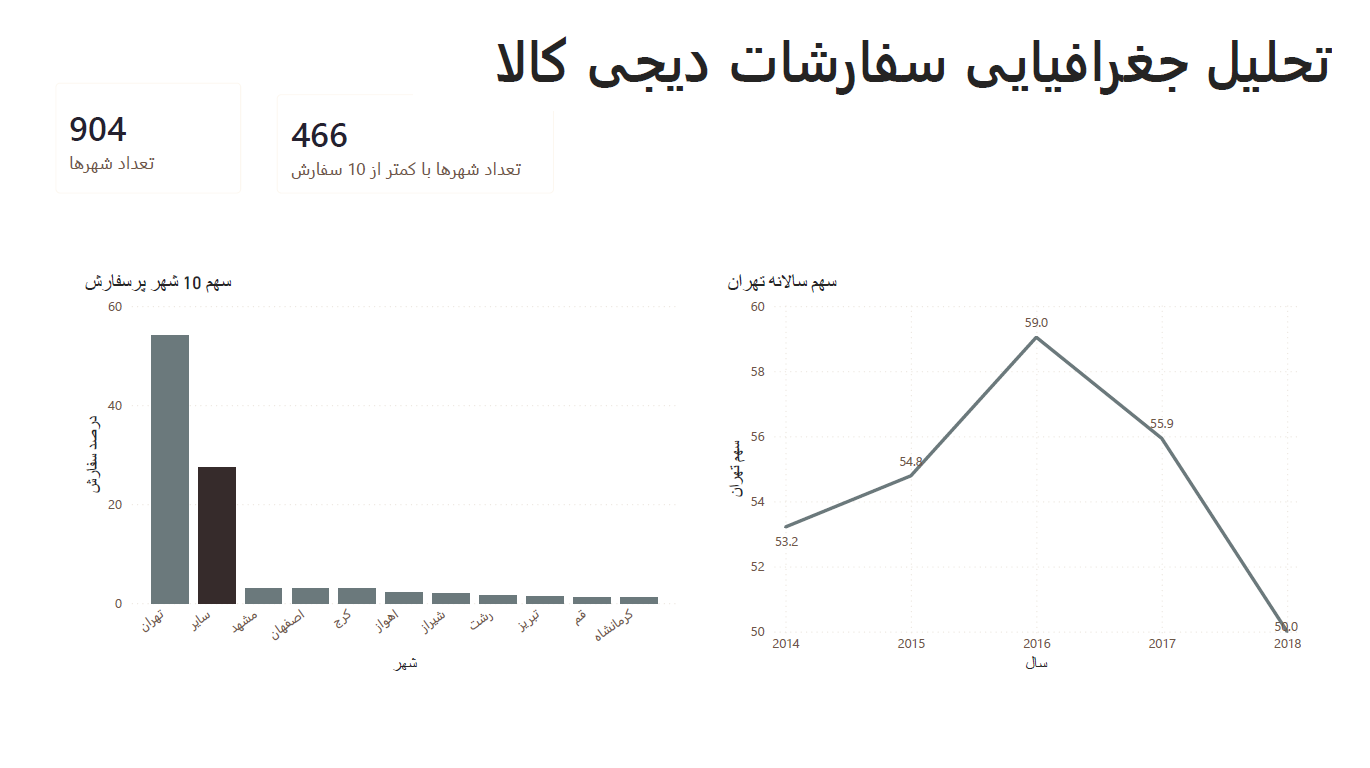 تحلیل جغرافیایی سفارشات دیجی کالا
904
تعداد شهرها
466
تعداد شهرها با کمتر از 10 سفارش
سهم 10 شهر پرسفارش
60
40
20
0
درصد سفارش
تهران
سایر
مشهد
اصفهان
کرج
اهواز
شیراز
رشت
تبریز
قم
کرمانشاه
شهر
سهم سالانه تهران
60
58
56
54
52
50
سهم تهران
53.2
54.8
59.0
55.9
50.0
2014
2015
2016
2017
2018
سال